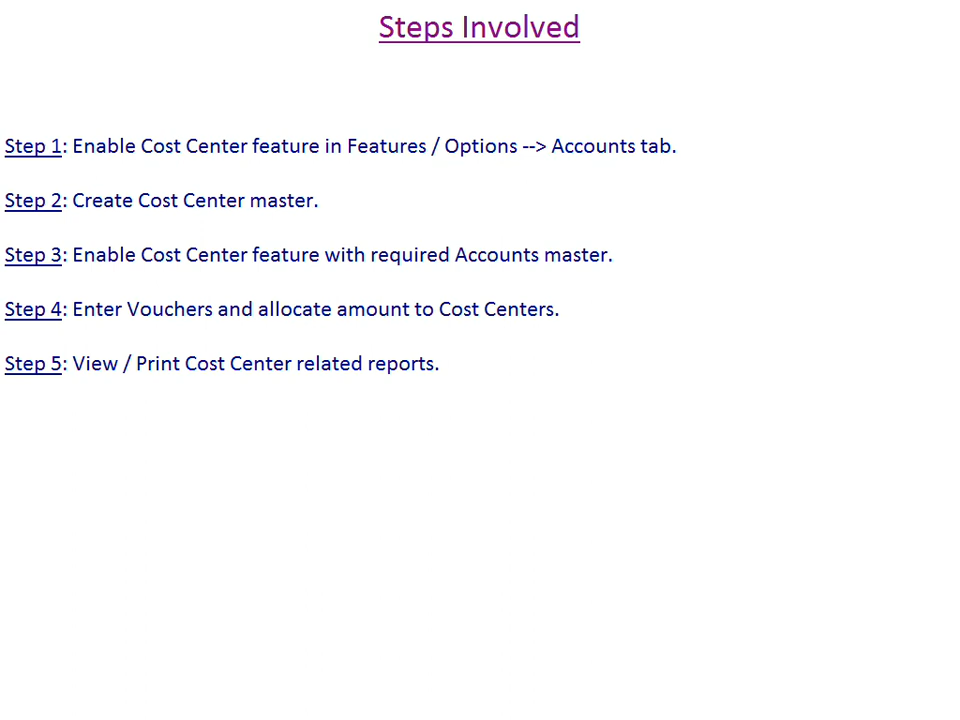 Steps Involved
Step 1: Enable Cost Center feature in Features / Options --> Accounts tab.
Step 2: Create Cost Center master.
Step 3: Enable Cost Center feature with required Accounts master.
Step 4: Enter Vouchers and allocate amount to Cost Centers.
Step 5: View / Print Cost Center related reports.